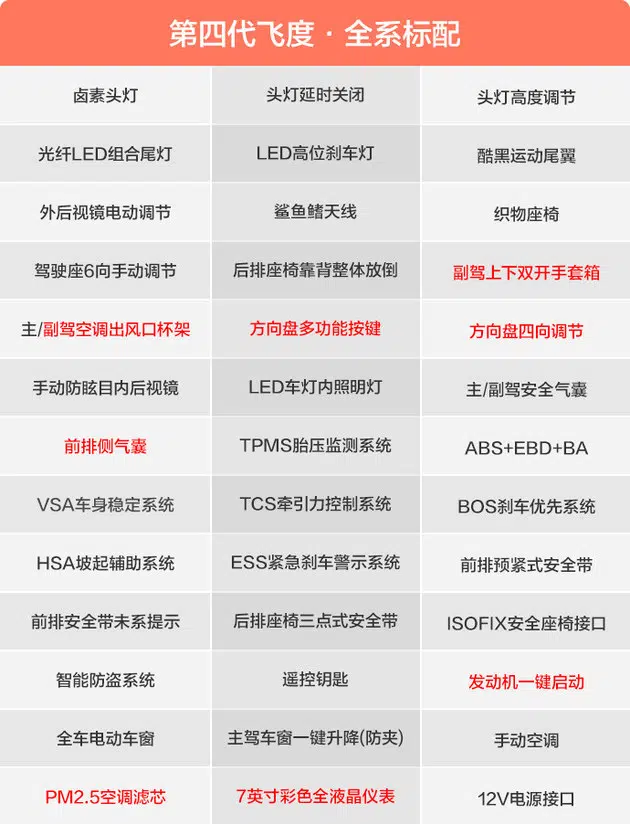 第四代飞度·全系标配
卤素头灯
头灯延时关闭
头灯高度调节
光纤LED组合尾灯
LED高位刹车灯
酷黑运动尾翼
外后视镜电动调节
鲨鱼鳍天线
织物座椅
驾驶座6向手动调节
后排座椅靠背整体放倒
副驾上下双开手套箱
主/副驾空调出风口杯架
方向盘多功能按键
方向盘四向调节
手动防眩目内后视镜
LED车灯内照明灯
主/副驾安全气囊
前排侧气囊
TPMS胎压监测系统
ABS+EBD+BA
VSA车身稳定系统
TCS牵引力控制系统
BOS刹车优先系统
HSA坡起辅助系统
ESS紧急刹车警示系统
前排预紧式安全带
前排安全带未系提示
后排座椅三点式安全带
ISOFIX安全座椅接口
智能防盗系统
遥控钥匙
发动机一键启动
全车电动车窗
主驾车窗一键升降(防夹)
手动空调
PM2.5空调滤芯
7英寸彩色全液晶仪表
12V电源接口